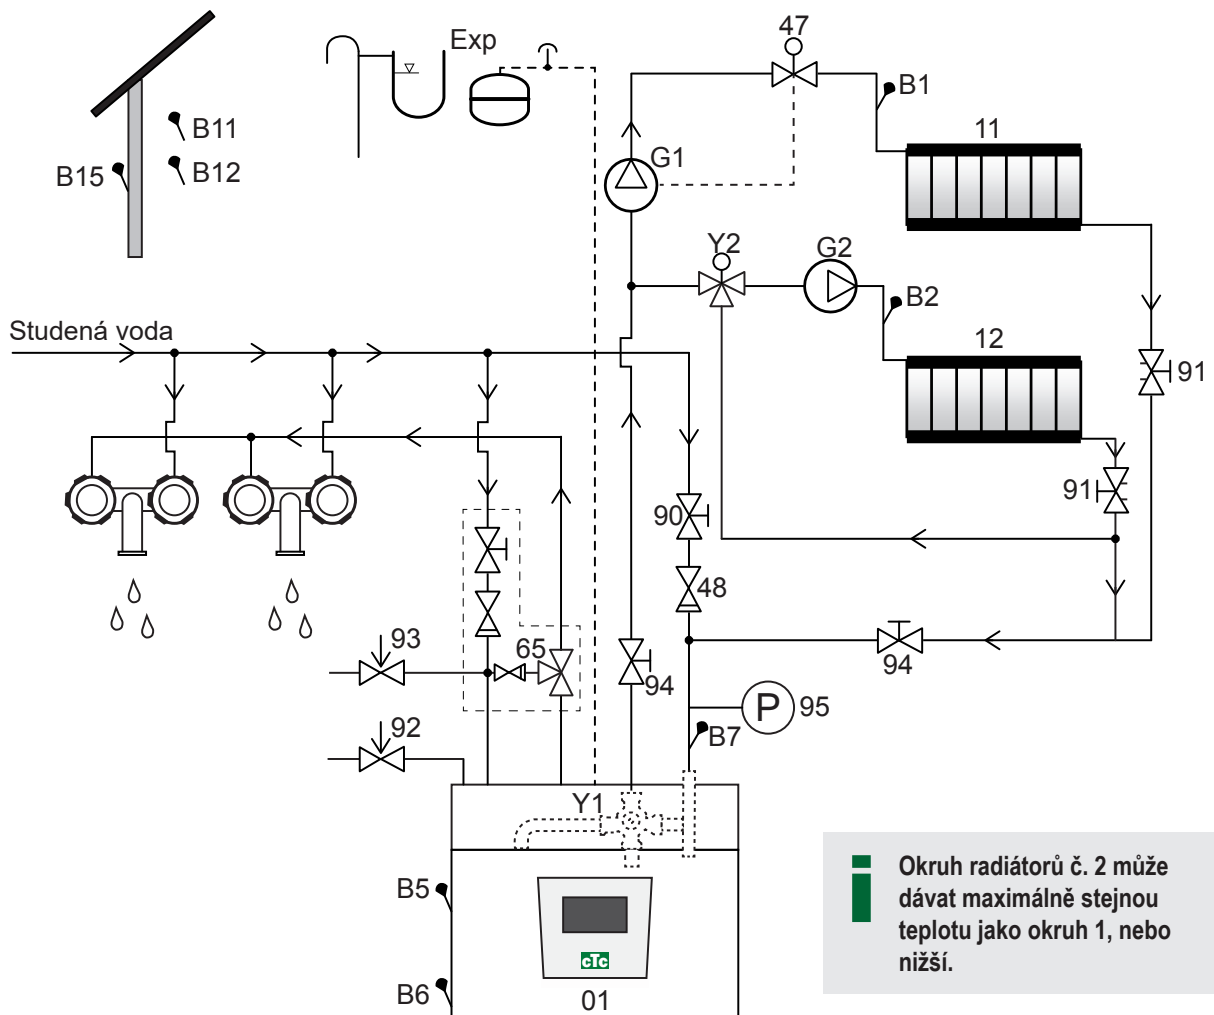 47
Exp
B1
B11
11
G1
B12
B15
Y2
G2
B2
Studená voda
12
91
91
90
48
93
65
94
94
P
95
B7
92
Y1
Okruh radiátorů č. 2 může
dávat maximálně stejnou
teplotu jako okruh 1, nebo
nižší.
B5
cTc
B6
01